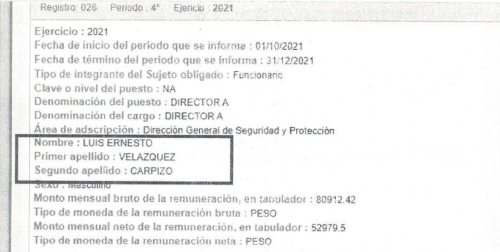 Registro: 026 Periodo : 4° Ejercicio : 2021
Ejercicio : 2021
Fecha de inicio del periodo que se informa : 01/10/2021
Fecha de término del periodo que se informa : 31/12/2021
Tipo de integrante del Sujeto obligado : Funcionario
Clave o nivel del puesto : NA
Denominación del puesto : DIRECTOR A
Denominación del cargo : DIRECTOR A
Área de adscripción : Dirección General de Seguridad y Protección
Nombre : LUIS ERNESTO
Primer apellido : VELAZQUEZ
Segundo apellido : CARPIZO
Sexo : Masculino
Monto mensual bruto de la remuneración, en tabulador : 80912.42
Tipo de moneda de la remuneración bruta : PESO
Monto mensual neto de la remuneración, en tabulador : 52979.5
Tipo de moneda de la remuneración neta : PESO